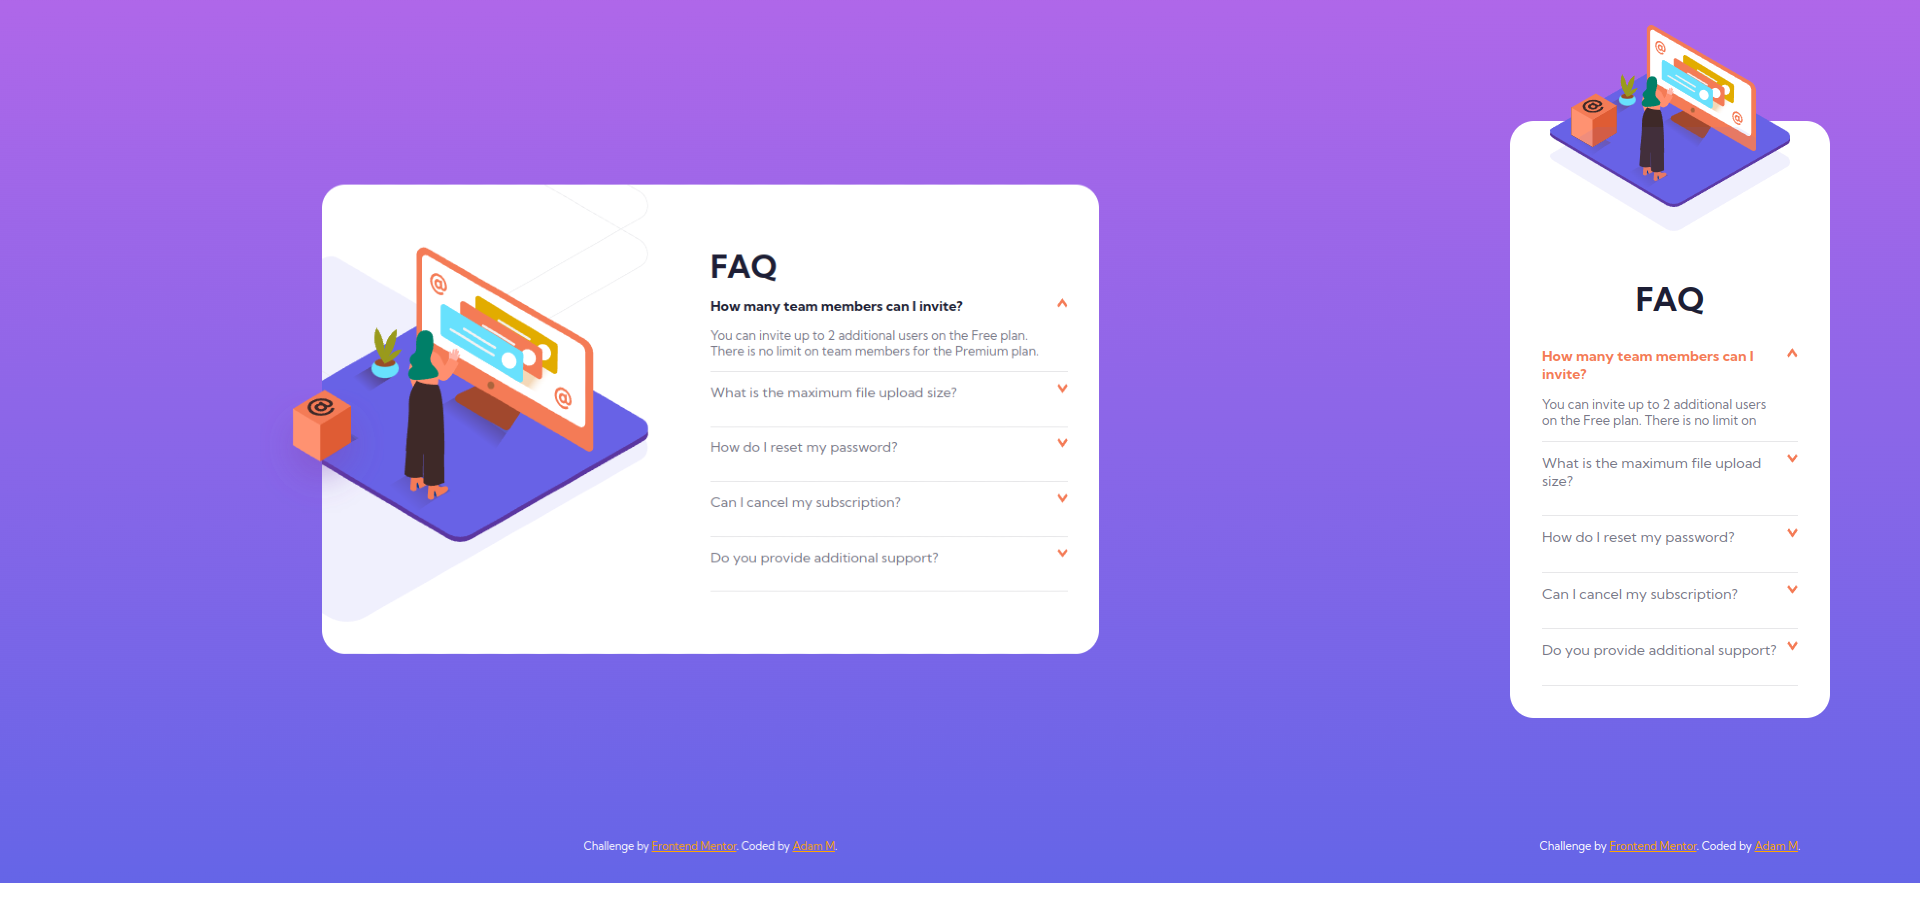 FAQ
How many team members can I invite?
You can invite up to 2 additional users on the Free plan.
There is no limit on team members for the Premium plan.
What is the maximum file upload size?
How do I reset my password?
Can I cancel my subscription?
Do you provide additional support?
Challenge by Frontend Mentor. Coded by Adam M.
FAQ
How many team members can I
invite?
You can invite up to 2 additional users
on the Free plan. There is no limit on
What is the maximum file upload
size?
How do I reset my password?
Can I cancel my subscription?
Do you provide additional support?
Challenge by Frontend Mentor. Coded by Adam M.